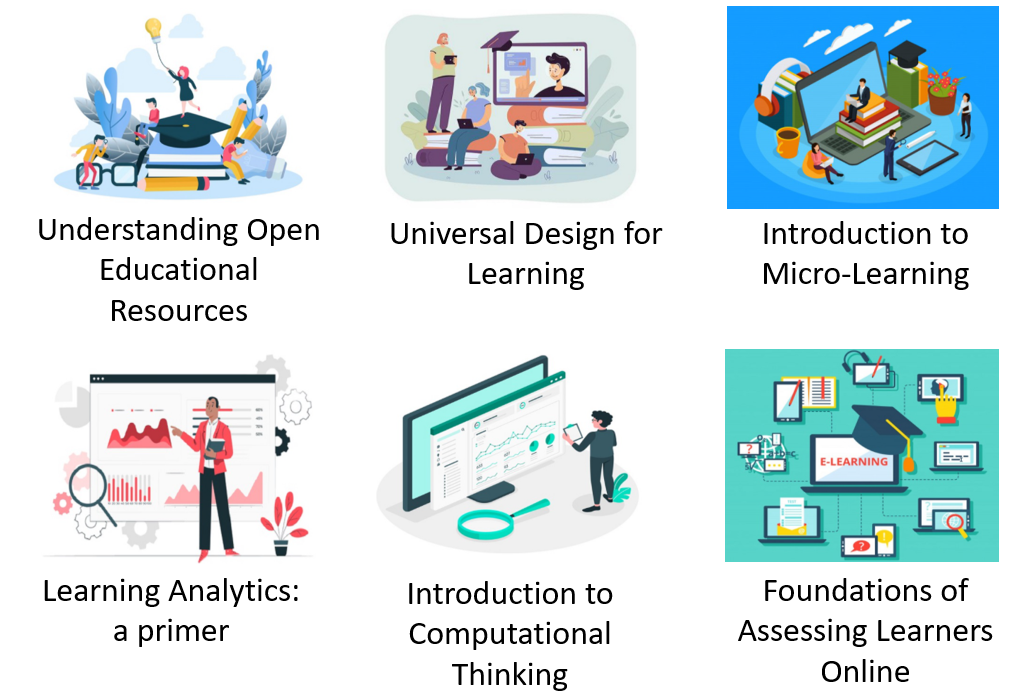 Understanding Open
Educational
Resources
Universal Design for
Learning
Introduction to
Micro-Learning
E-LEARNING
Learning Analytics:
a primer
Introduction to
Computational
Thinking
Foundations of
Assessing Learners
Online